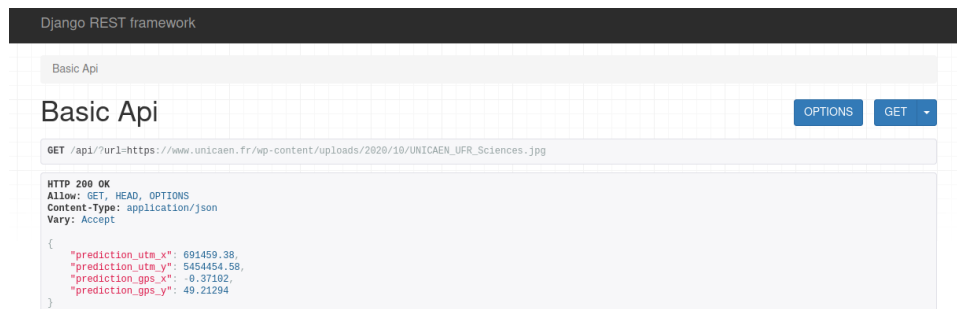 Django REST framework
Basic Api
Basic Api
OPTIONS
GET
GET /api/?url=https://www.unicaen.fr/wp-content/uploads/2020/10/UNICAEN_UFR_Sciences.jpg
HTTP 200 OK
Allow: GET, HEAD, OPTIONS
Content-Type: application/json
Vary: Accept
{
"prediction_utm_x": 691459.38,
"prediction_utm_y": 5454454.58,
"prediction_gps_x": -0.37102,
"prediction_gps_y": 49.21294
}